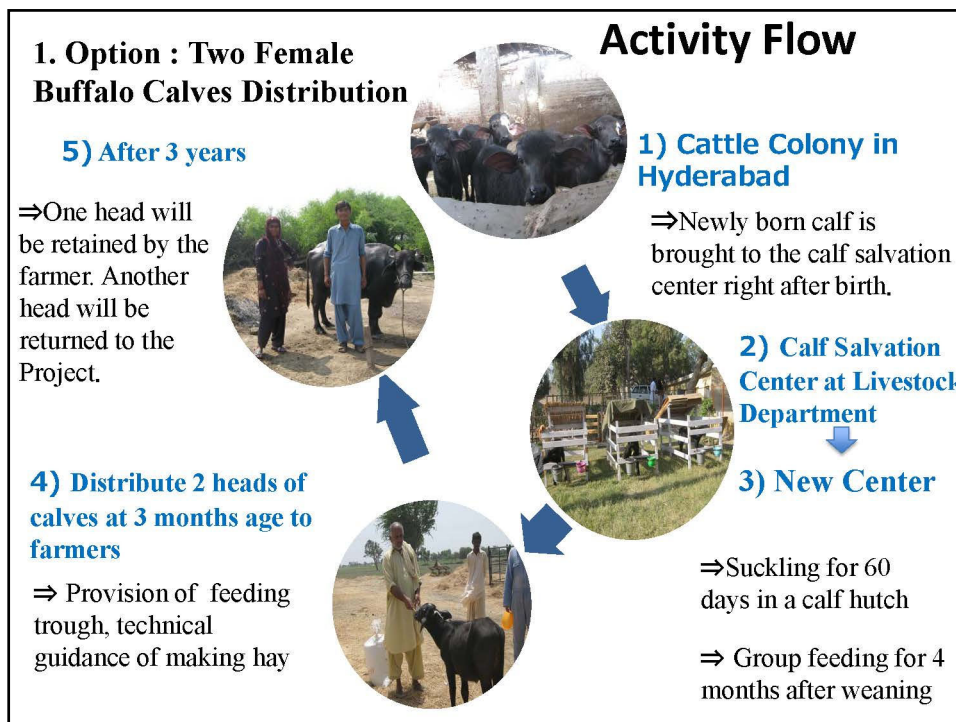 Activity Flow
1. Option : Two Female
Buffalo Calves Distribution
1) Cattle Colony in
Hyderabad
⇒Newly born calf is
brought to the calf salvation
center right after birth.
2) Calf Salvation
Center at Livestock
Department
3) New Center
⇒Suckling for 60
days in a calf hutch
⇒ Group feeding for 4
months after weaning
4) Distribute 2 heads of
calves at 3 months age to
farmers
⇒ Provision of feeding
trough, technical
guidance of making hay
5) After 3 years
⇒One head will
be retained by the
farmer. Another
head will be
returned to the
Project.